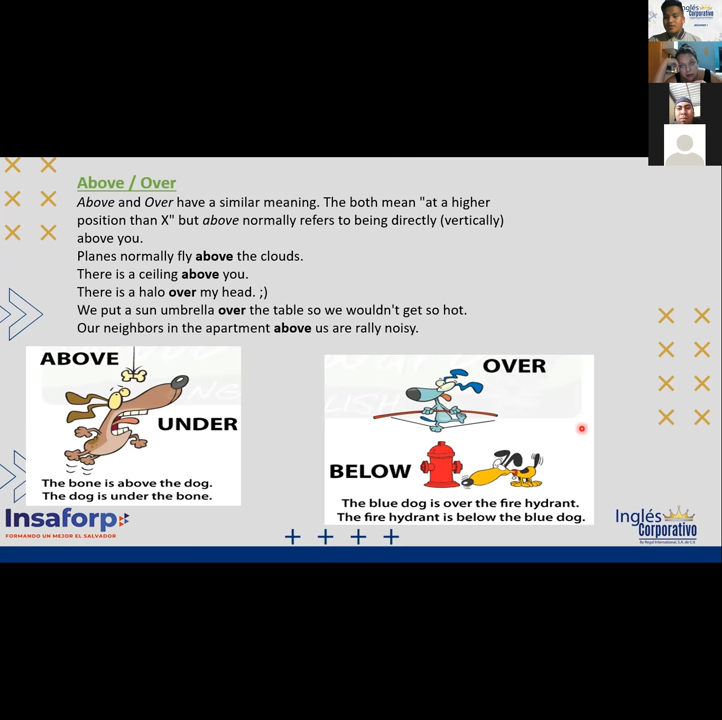 Above / Over
Above and Over have a similar meaning. The both mean "at a higher
position than X" but above normally refers to being directly (vertically)
above you.
Planes normally fly above the clouds.
There is a ceiling above you.
There is a halo over my head. ;)
We put a sun umbrella over the table so we wouldn't get so hot.
Our neighbors in the apartment above us are rally noisy.
ABOVE
UNDER
The bone is above the dog.
The dog is under the bone.
OVER
BELOW
The blue dog is over the fire hydrant.
The fire hydrant is below the blue dog.
Insaforp
FORMANDO UN MEJOR EL SALVADOR
Inglés
Corporativo